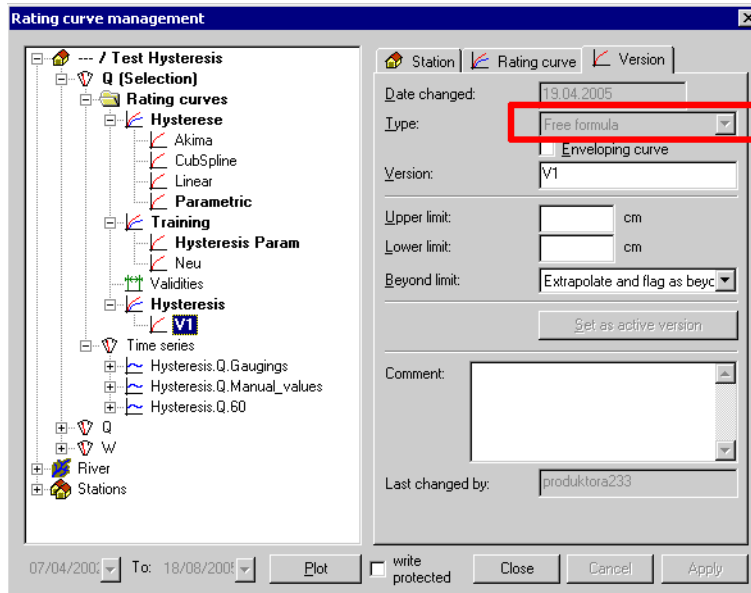 Rating curve management
--- / Test Hysteresis
Q (Selection)
Rating curves
Hysterese
Akima
CubSpline
Linear
Parametric
Training
Hysteresis Param
Neu
Validities
Hysteresis
V1
Time series
Hysteresis.Q.Gaugings
Hysteresis.Q.Manual_values
Hysteresis.Q.60
Q
W
River
Stations
Station Rating curve Version
Date changed: 19.04.2005
Type: Free formula
Enveloping curve
Version: V1
Upper limit: cm
Lower limit: cm
Beyond limit: Extrapolate and flag as beyc
Set as active version
Comment:
Last changed by: produktora233
07/04/2002 To: 18/08/2005 Plot write protected Close Cancel Apply